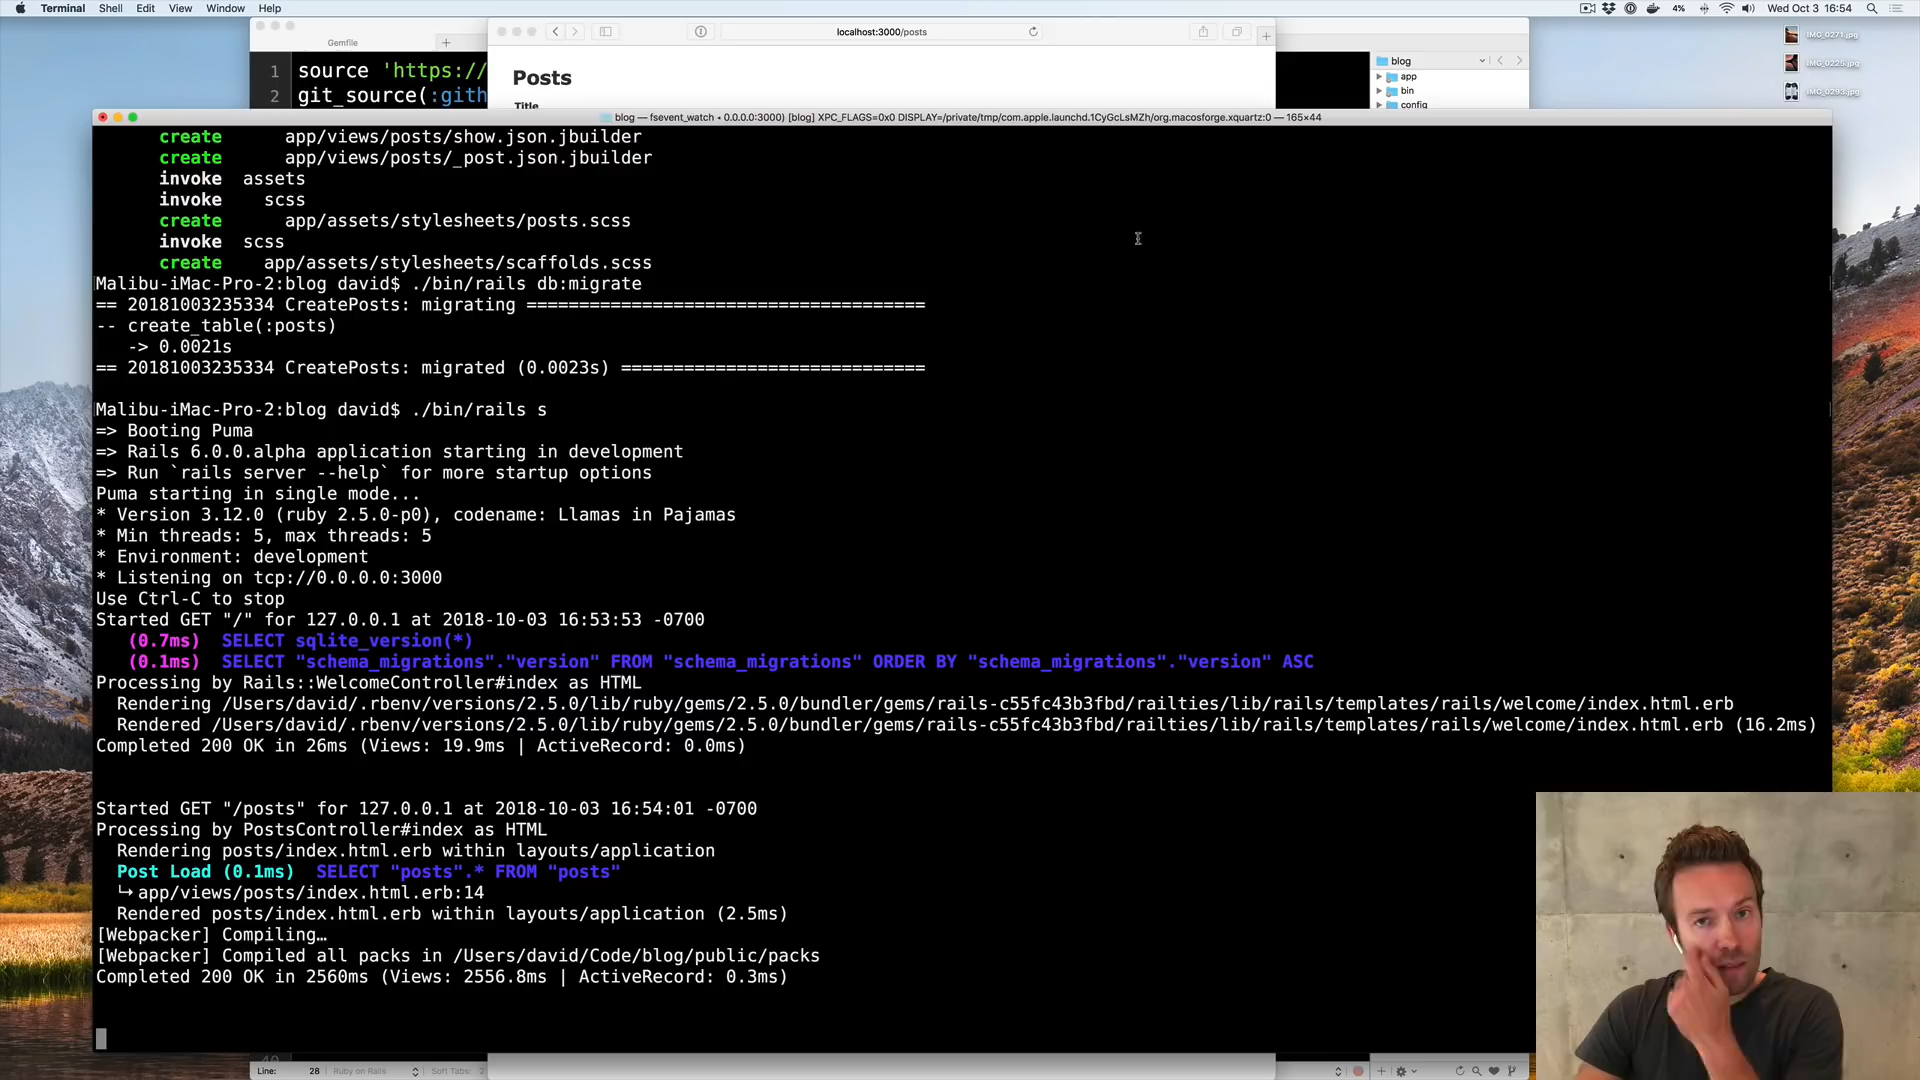 Terminal Shell Edit View Window Help
4% Wed Oct 3 16:54
Gemfile
localhost:3000/posts
IMG_0271.jpg
IMG_0225.jpg
IMG_0293.jpg
1 source 'https://
2 git_source(:gith
Posts
Title
blog
app
bin
config
blog — fsevent_watch • 0.0.0.0:3000) [blog] XPC_FLAGS=0x0 DISPLAY=/private/tmp/com.apple.launchd.1CyGcLsMZh/org.macosforge.xquartz:0 — 165×44
create app/views/posts/show.json.jbuilder
create app/views/posts/_post.json.jbuilder
invoke assets
invoke scss
create app/assets/stylesheets/posts.scss
invoke scss
create app/assets/stylesheets/scaffolds.scss
Malibu-iMac-Pro-2:blog david$ ./bin/rails db:migrate
== 20181003235334 CreatePosts: migrating ======================================
-- create_table(:posts)
-> 0.0021s
== 20181003235334 CreatePosts: migrated (0.0023s) =============================
Malibu-iMac-Pro-2:blog david$ ./bin/rails s
=> Booting Puma
=> Rails 6.0.0.alpha application starting in development
=> Run `rails server --help` for more startup options
Puma starting in single mode...
* Version 3.12.0 (ruby 2.5.0-p0), codename: Llamas in Pajamas
* Min threads: 5, max threads: 5
* Environment: development
* Listening on tcp://0.0.0.0:3000
Use Ctrl-C to stop
Started GET "/" for 127.0.0.1 at 2018-10-03 16:53:53 -0700
(0.7ms) SELECT sqlite_version(*)
(0.1ms) SELECT "schema_migrations"."version" FROM "schema_migrations" ORDER BY "schema_migrations"."version" ASC
Processing by Rails::WelcomeController#index as HTML
Rendering /Users/david/.rbenv/versions/2.5.0/lib/ruby/gems/2.5.0/bundler/gems/rails-c55fc43b3fbd/railties/lib/rails/templates/rails/welcome/index.html.erb
Rendered /Users/david/.rbenv/versions/2.5.0/lib/ruby/gems/2.5.0/bundler/gems/rails-c55fc43b3fbd/railties/lib/rails/templates/rails/welcome/index.html.erb (16.2ms)
Completed 200 OK in 26ms (Views: 19.9ms | ActiveRecord: 0.0ms)
Started GET "/posts" for 127.0.0.1 at 2018-10-03 16:54:01 -0700
Processing by PostsController#index as HTML
Rendering posts/index.html.erb within layouts/application
Post Load (0.1ms) SELECT "posts".* FROM "posts"
↳ app/views/posts/index.html.erb:14
Rendered posts/index.html.erb within layouts/application (2.5ms)
[Webpacker] Compiling…
[Webpacker] Compiled all packs in /Users/david/Code/blog/public/packs
Completed 200 OK in 2560ms (Views: 2556.8ms | ActiveRecord: 0.3ms)
Line: 28 Ruby on Rails Soft Tabs: 2